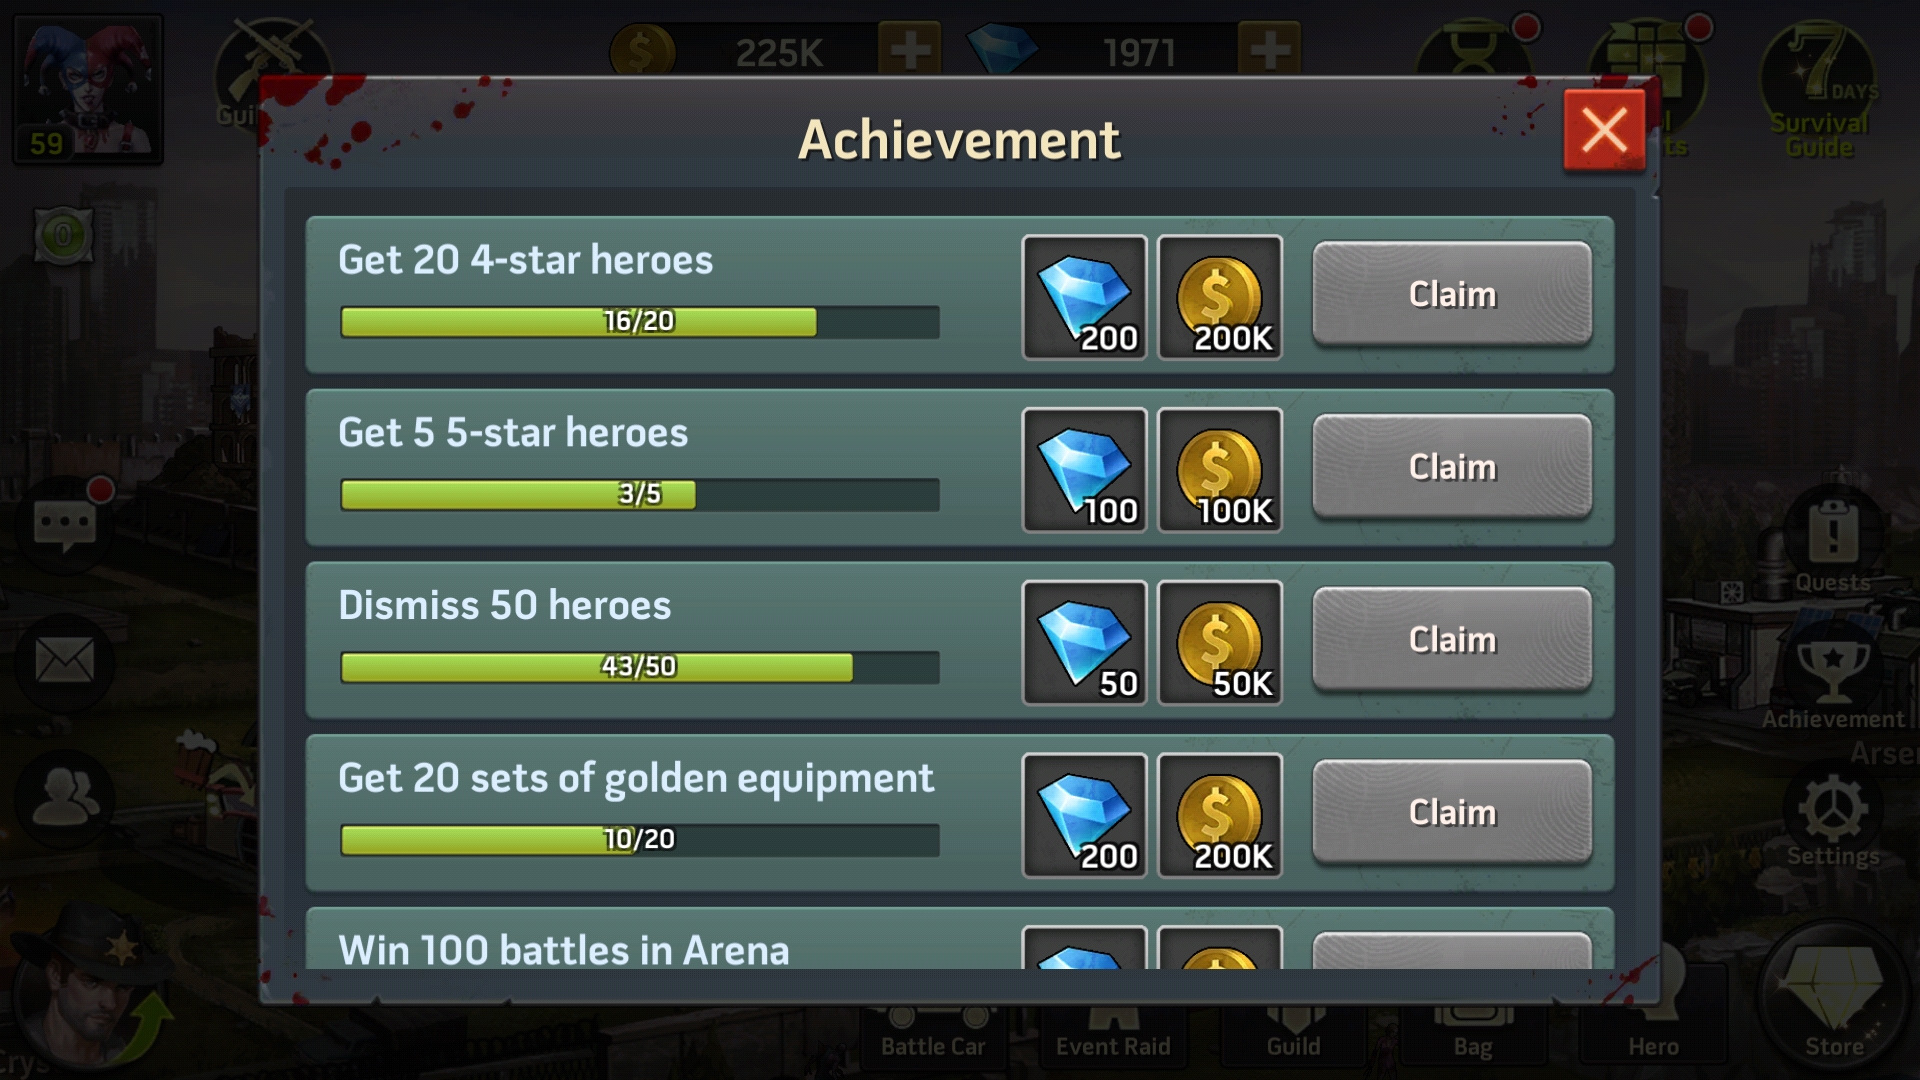 225K
1971
59
7
DAYS
Survival
Guide
Achievement
0
Get 20 4-star heroes
16/20
200
200K
Claim
Get 5 5-star heroes
3/5
100
100K
Claim
Dismiss 50 heroes
43/50
50
50K
Claim
Get 20 sets of golden equipment
10/20
200
200K
Claim
Win 100 battles in Arena
Quests
Achievement
Settings
Battle Car
Event Raid
Guild
Bag
Hero
Store